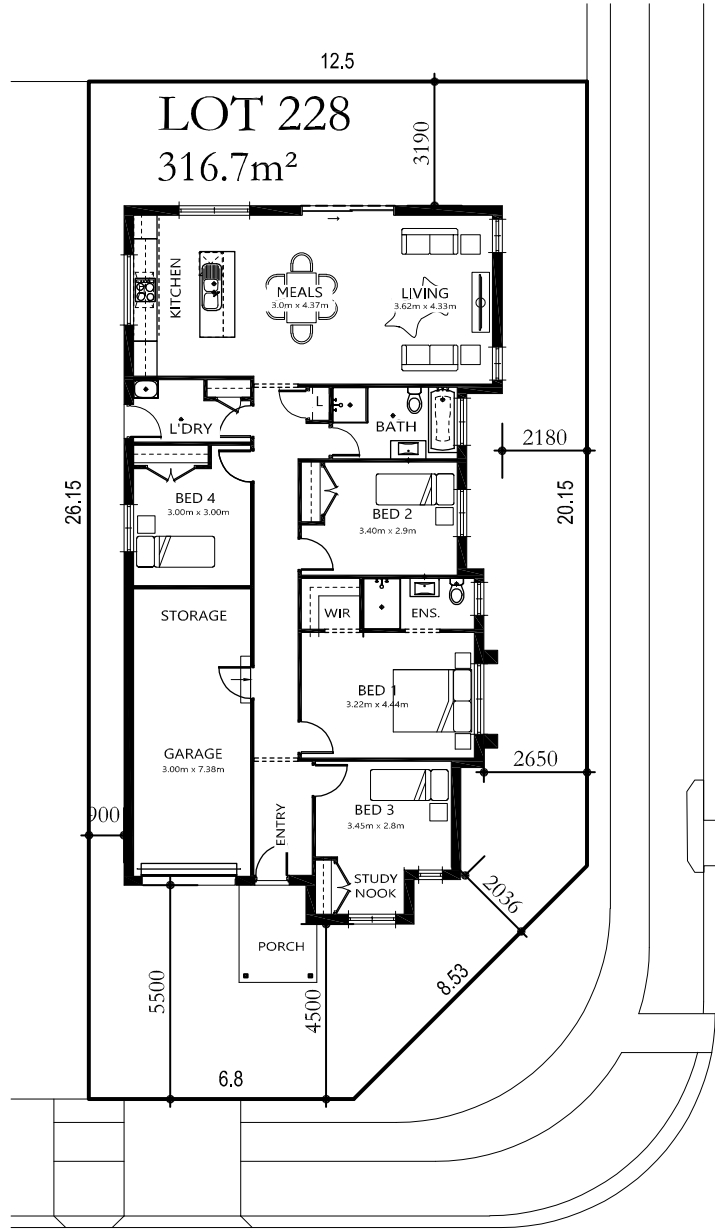 12.5
LOT 228
316.7m²
3190
KITCHEN
MEALS
3.0m x 4.37m
LIVING
3.62m x 4.33m
L'DRY
L
BATH
2180
26.15
20.15
BED 4
3.00m x 3.00m
BED 2
3.40m x 2.9m
STORAGE
WIR
ENS.
BED 1
3.22m x 4.44m
GARAGE
3.00m x 7.38m
2650
900
ENTRY
BED 3
3.45m x 2.8m
STUDY
NOOK
2036
PORCH
5500
4500
8.53
6.8